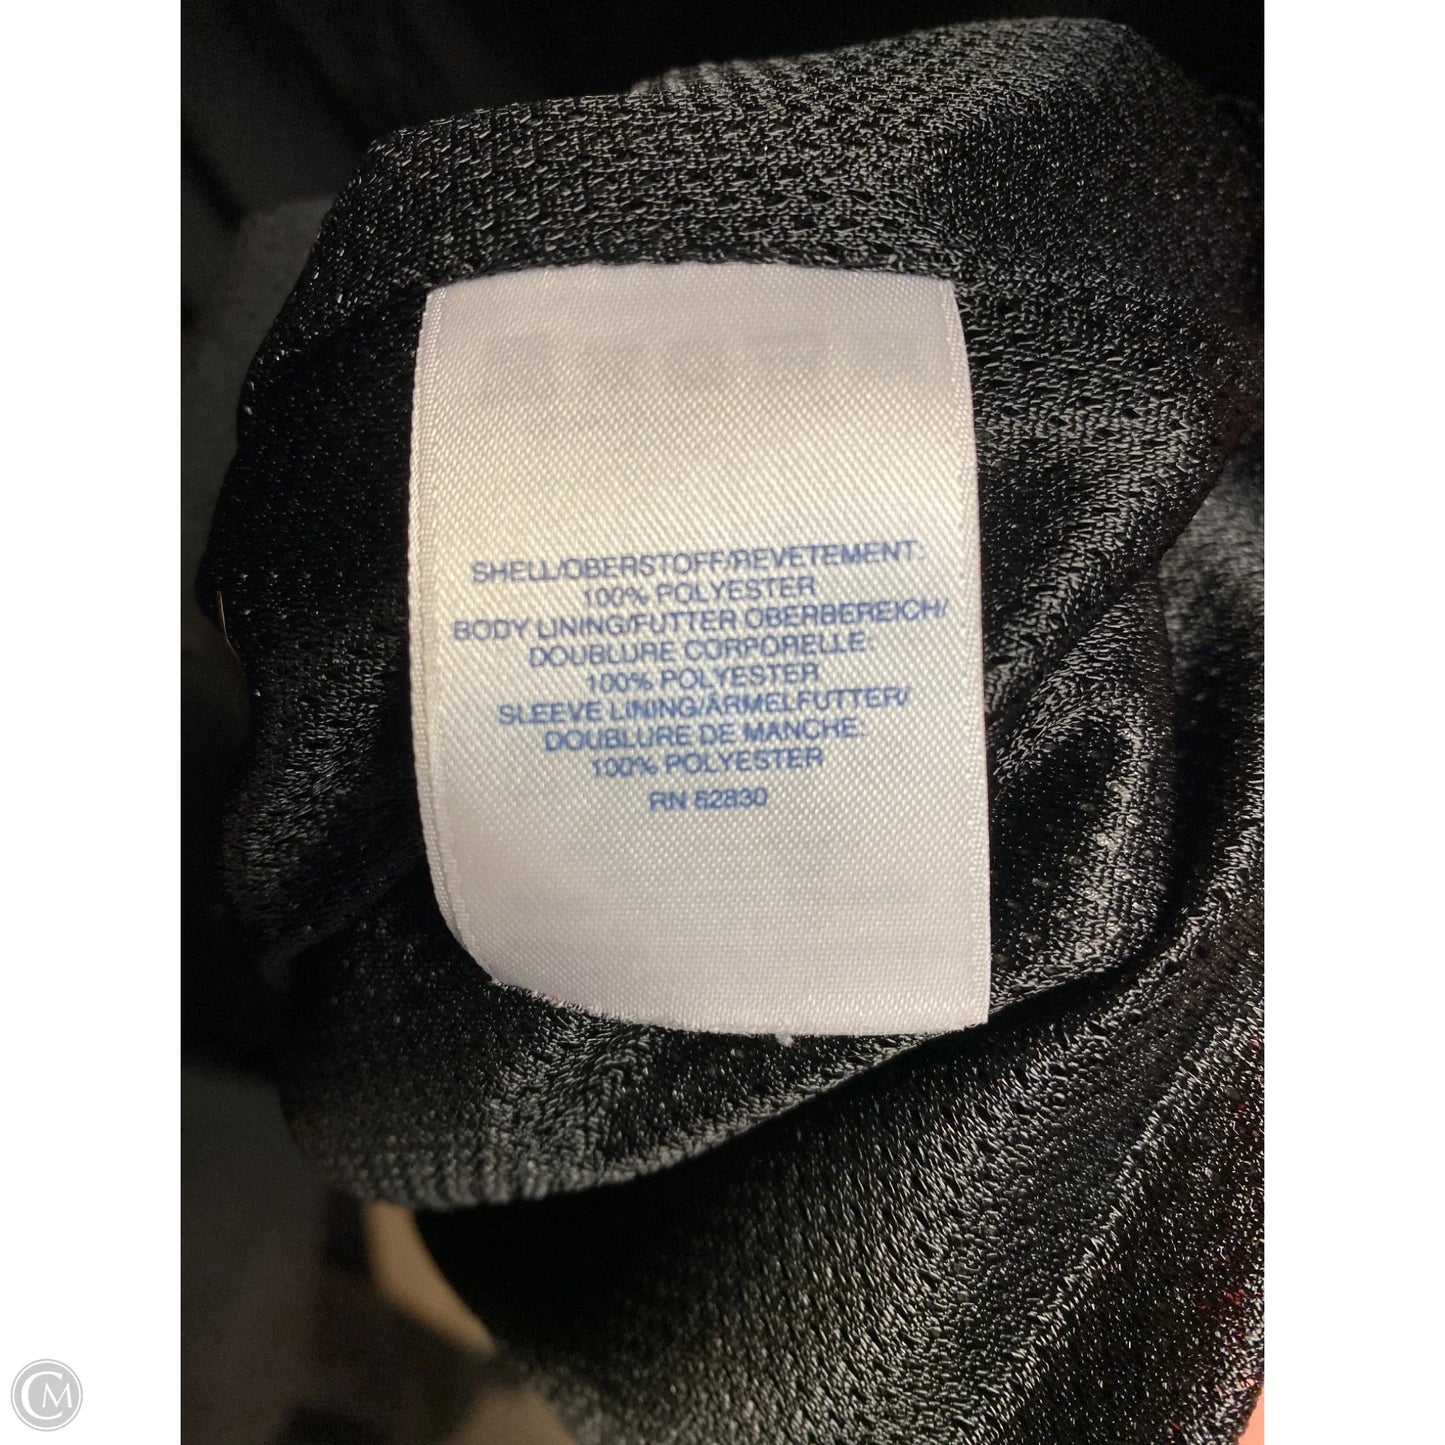 SHELL/OBERSTOFF/REVETEMENT:
100% POLYESTER
BODY LINING/FUTTER OBERBEREICH/
DOUBLURE CORPORELLE:
100% POLYESTER
SLEEVE LINING/ÄRMELFUTTER/
DOUBLURE DE MANCHE:
100% POLYESTER
RN 62830
CM